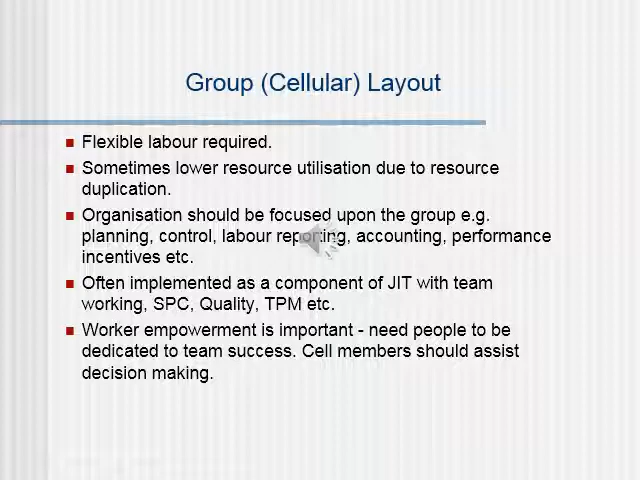 Group (Cellular) Layout
Flexible labour required.
Sometimes lower resource utilisation due to resource
duplication.
Organisation should be focused upon the group e.g.
planning, control, labour reporting, accounting, performance
incentives etc.
Often implemented as a component of JIT with team
working, SPC, Quality, TPM etc.
Worker empowerment is important - need people to be
dedicated to team success. Cell members should assist
decision making.